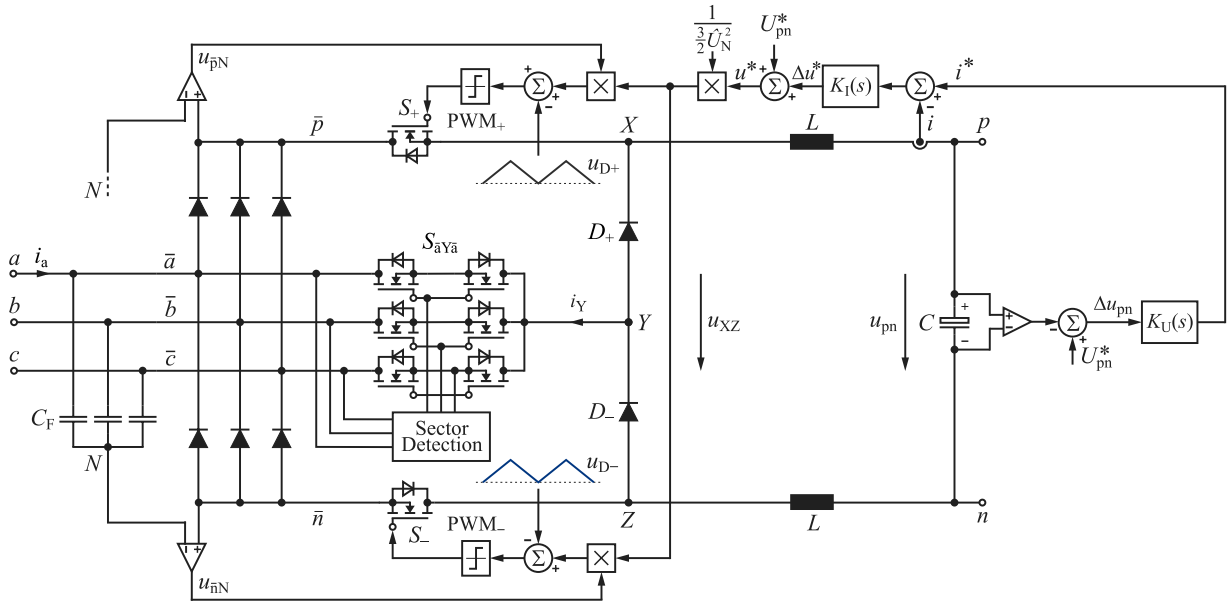 u_p̄N
1
3/2 Û_N^2
U*_pn
u*
Δu*
K_I(s)
Σ
i*
i
S_+
PWM_+
Σ
×
×
Σ
p̄
X
L
p
N
u_D+
D_+
a
i_a
ā
S_āYā
b
b̄
i_Y
Y
u_XZ
u_pn
C
+
−
Σ
Δu_pn
K_U(s)
U*_pn
c
c̄
C_F
N
Sector
Detection
D_−
u_D−
n̄
S_−
PWM_−
Σ
×
Z
L
n
u_n̄N